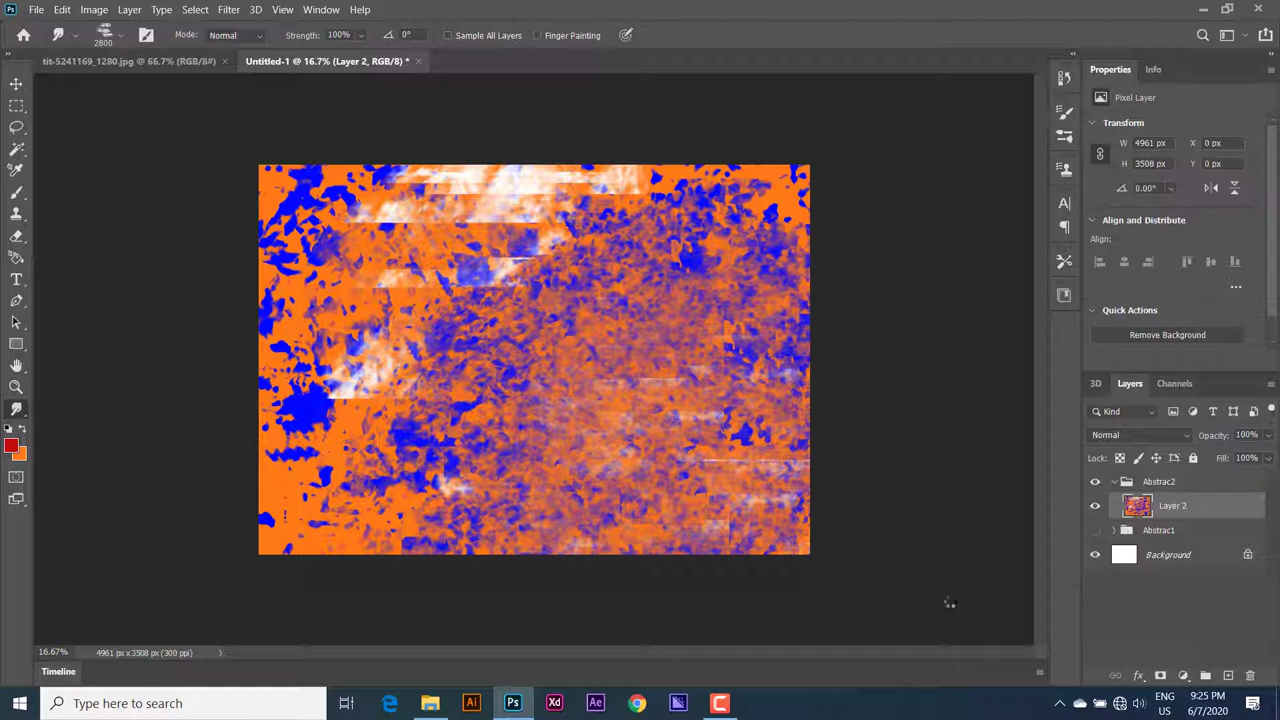 Ps File Edit Image Layer Type Select Filter 3D View Window Help
2800 Mode: Normal Strength: 100% 0° Sample All Layers Finger Painting
tit-5241169_1280.jpg @ 66.7% (RGB/8#) × Untitled-1 @ 16.7% (Layer 2, RGB/8) * ×
Properties Info
Pixel Layer
Transform
W 4961 px X 0 px
H 3508 px Y 0 px
0.00°
Align and Distribute
Align:
Quick Actions
Remove Background
3D Layers Channels
Kind
Normal Opacity: 100%
Lock: Fill: 100%
Abstrac2
Layer 2
Abstrac1
Background
16.67% 4961 px x 3508 px (300 ppi)
Timeline
Type here to search Ai Ps Xd Ae ENG US 9:25 PM 6/7/2020